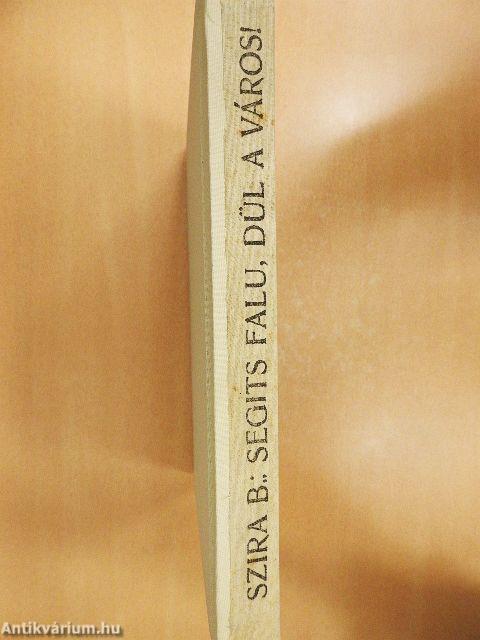 SZIRA B.: SEGITS FALU, DÜL A VÁROS!
Antikvárium.hu